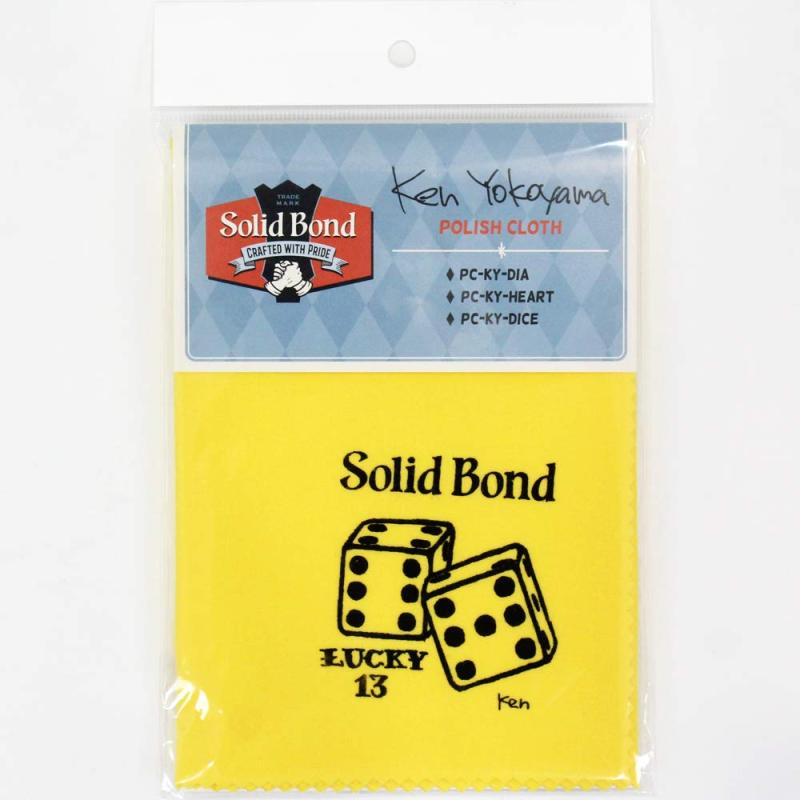 TRADE
MARK
Solid Bond
CRAFTED WITH PRIDE
Ken Yokoyama
POLISH CLOTH
♦ PC-KY-DIA
♦ PC-KY-HEART
♦ PC-KY-DICE
Solid Bond
LUCKY
13
Ken